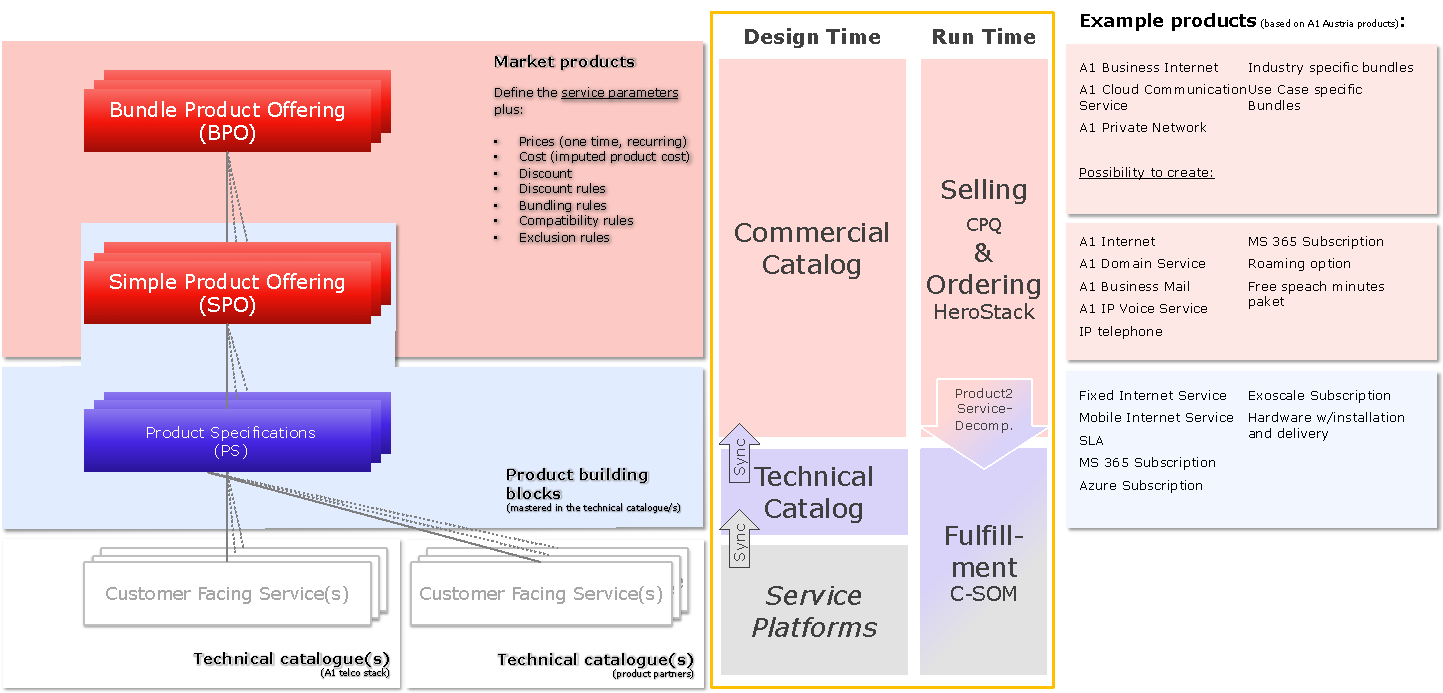 Market products
Define the service parameters
plus:
• Prices (one time, recurring)
• Cost (imputed product cost)
• Discount
• Discount rules
• Bundling rules
• Compatibility rules
• Exclusion rules
Bundle Product Offering
(BPO)
Simple Product Offering
(SPO)
Product Specifications
(PS)
Product building
blocks
(mastered in the technical catalogue/s)
Customer Facing Service(s)
Technical catalogue(s)
(A1 telco stack)
Customer Facing Service(s)
Technical catalogue(s)
(product partners)
Design Time
Commercial
Catalog
Sync
Technical
Catalog
Sync
Service
Platforms
Run Time
Selling
CPQ
&
Ordering
HeroStack
Product2
Service-
Decomp.
Fulfill-
ment
C-SOM
Example products (based on A1 Austria products):
A1 Business Internet
A1 Cloud Communication
Service
A1 Private Network
Possibility to create:
Industry specific bundles
Use Case specific
Bundles
A1 Internet
A1 Domain Service
A1 Business Mail
A1 IP Voice Service
IP telephone
MS 365 Subscription
Roaming option
Free speach minutes
paket
Fixed Internet Service
Mobile Internet Service
SLA
MS 365 Subscription
Azure Subscription
Exoscale Subscription
Hardware w/installation
and delivery